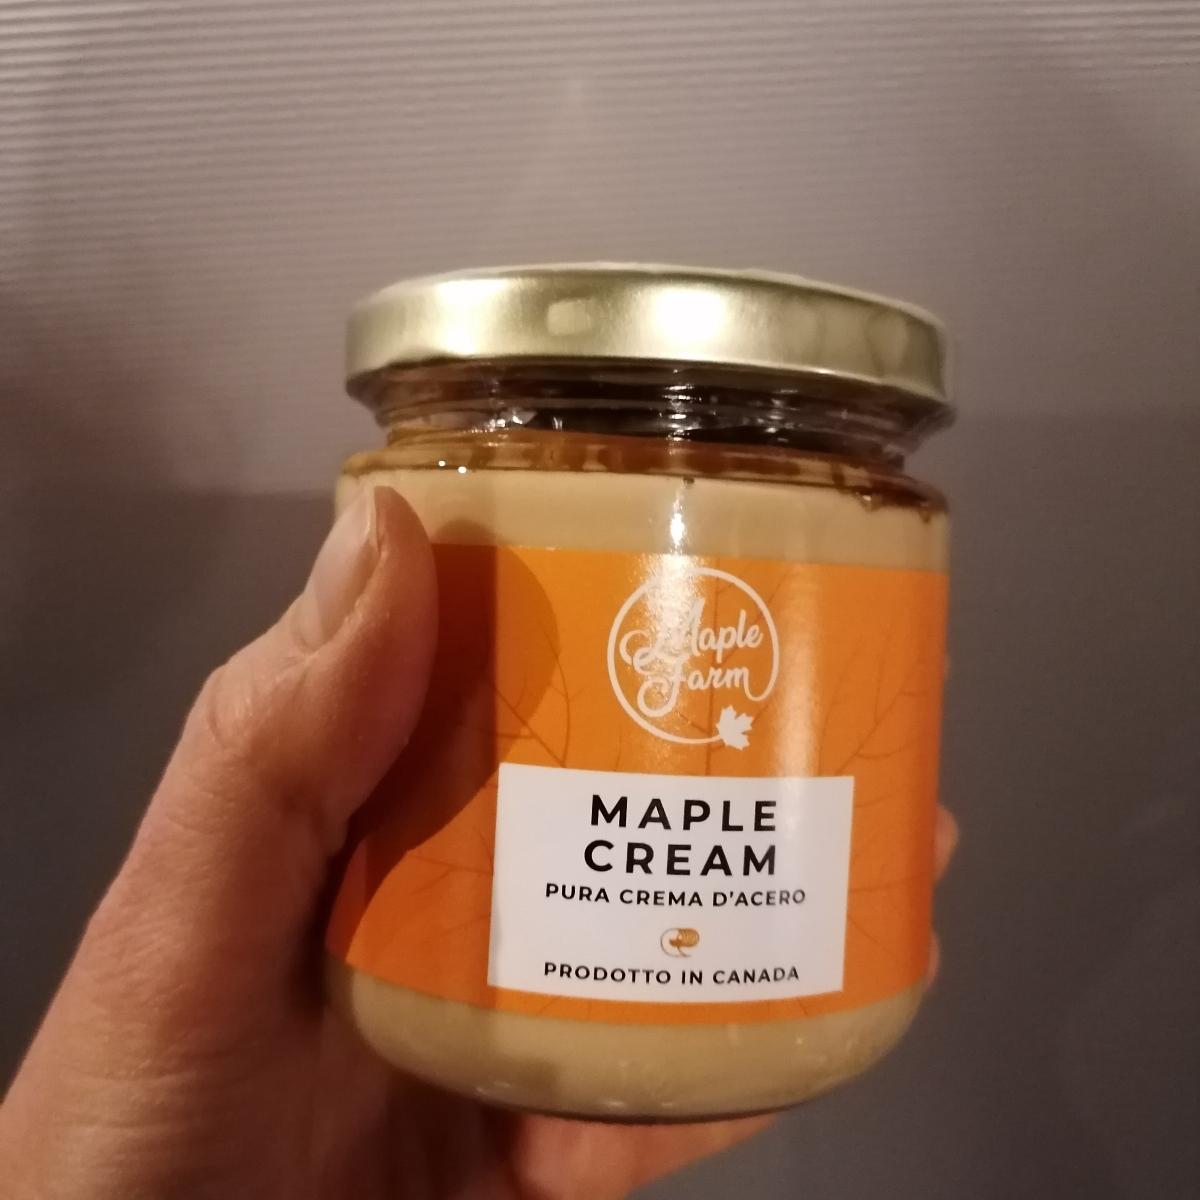 Maple
Farm
MAPLE
CREAM
PURA CREMA D'ACERO
PRODOTTO IN CANADA